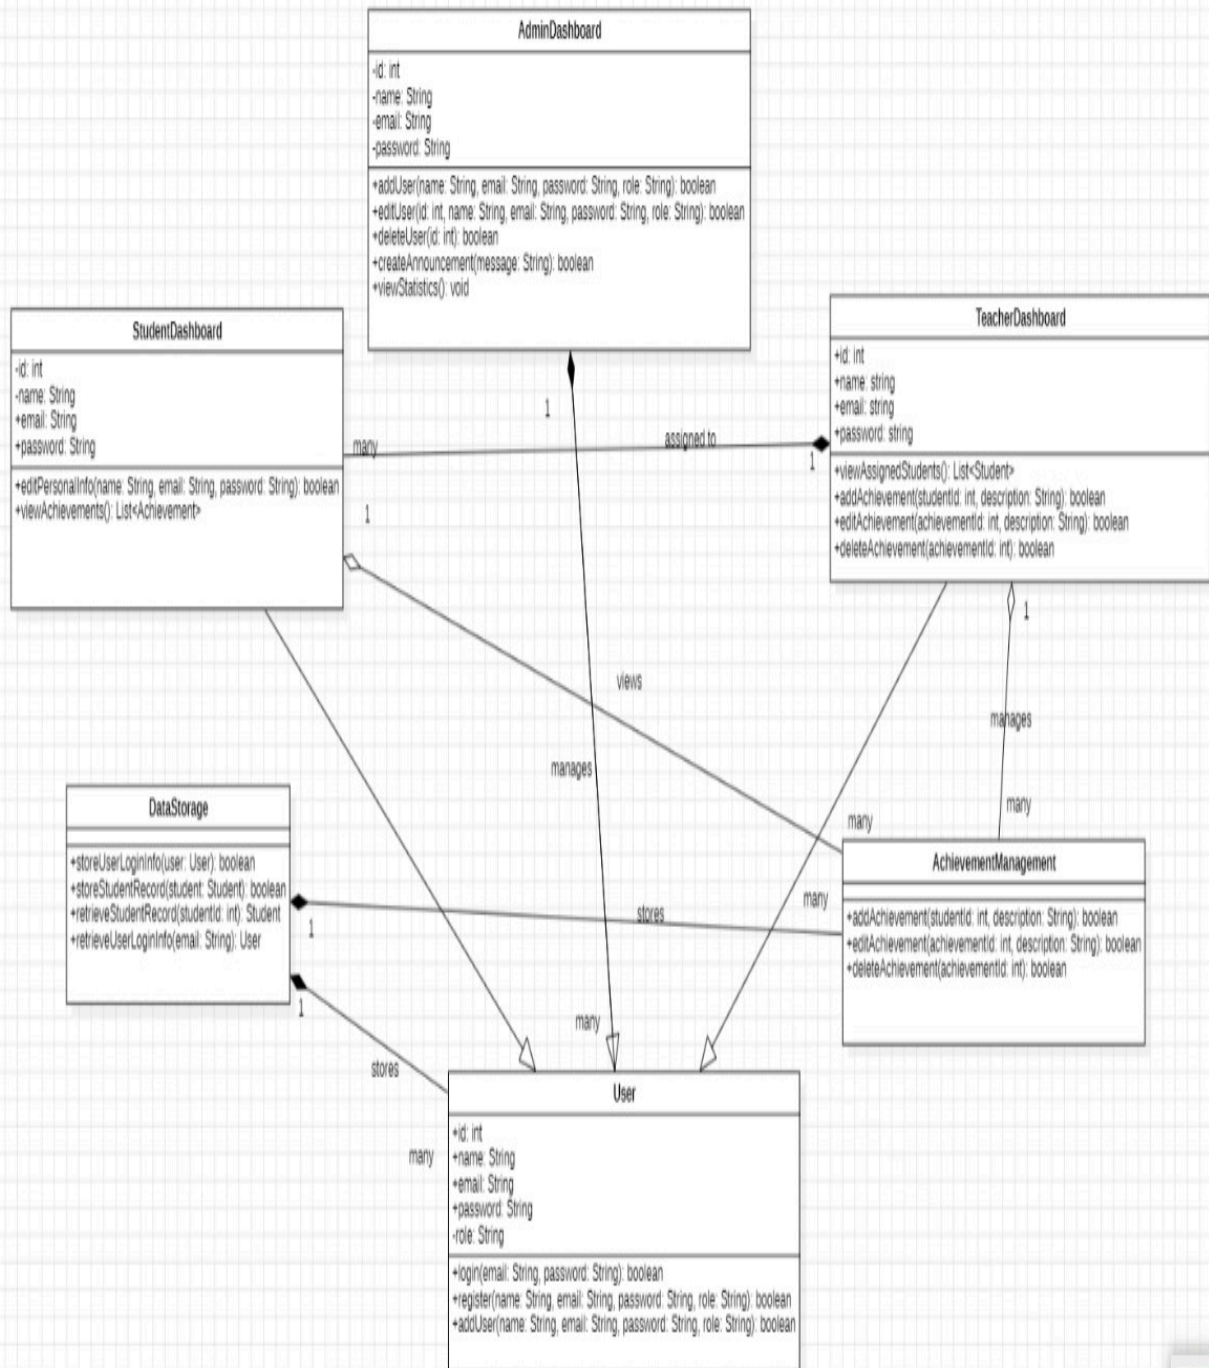 AdminDashboard
-id: int
-name: String
-email: String
-password: String
+addUser(name: String, email: String, password: String, role: String): boolean
+editUser(id: int, name: String, email: String, password: String, role: String): boolean
+deleteUser(id: int): boolean
+createAnnouncement(message: String): boolean
+viewStatistics(): void
StudentDashboard
-id: int
-name: String
+email: String
+password: String
+editPersonalInfo(name: String, email: String, password: String): boolean
+viewAchievements(): List<Achievement>
TeacherDashboard
+id: int
+name: string
+email: string
+password: string
+viewAssignedStudents(): List<Student>
+addAchievement(studentId: int, description: String): boolean
+editAchievement(achievementId: int, description: String): boolean
+deleteAchievement(achievementId: int): boolean
1
many
assigned to
1
1
1
views
manages
manages
many
many
many
DataStorage
+storeUserLoginInfo(user: User): boolean
+storeStudentRecord(student: Student): boolean
+retrieveStudentRecord(studentId: int): Student
+retrieveUserLoginInfo(email: String): User
AchievementManagement
+addAchievement(studentId: int, description: String): boolean
+editAchievement(achievementId: int, description: String): boolean
+deleteAchievement(achievementId: int): boolean
stores
1
1
many
stores
many
User
+id: int
+name: String
+email: String
+password: String
-role: String
+login(email: String, password: String): boolean
+register(name: String, email: String, password: String, role: String): boolean
+addUser(name: String, email: String, password: String, role: String): boolean